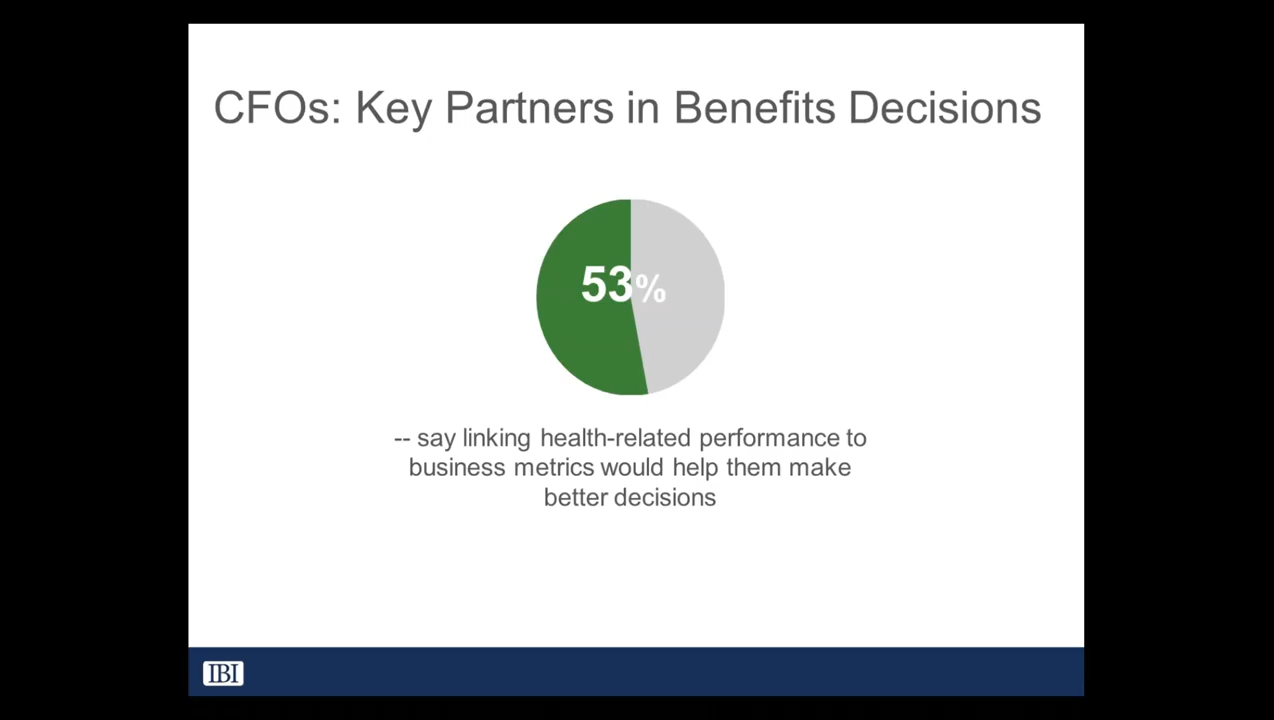 CFOs: Key Partners in Benefits Decisions
53%
-- say linking health-related performance to
business metrics would help them make
better decisions
IBI